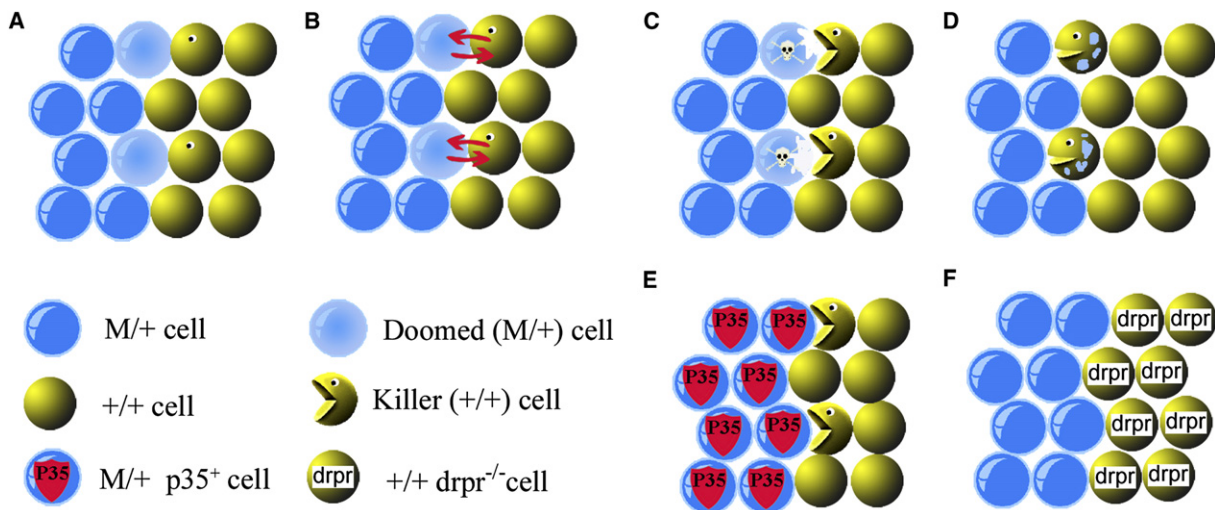 A
B
C
D
M/+ cell
Doomed (M/+) cell
+/+ cell
Killer (+/+) cell
P35
M/+ p35+ cell
drpr
+/+ drpr-/-cell
E
P35 P35
P35 P35
P35 P35
P35 P35
F
drpr drpr
drpr drpr
drpr drpr
drpr drpr